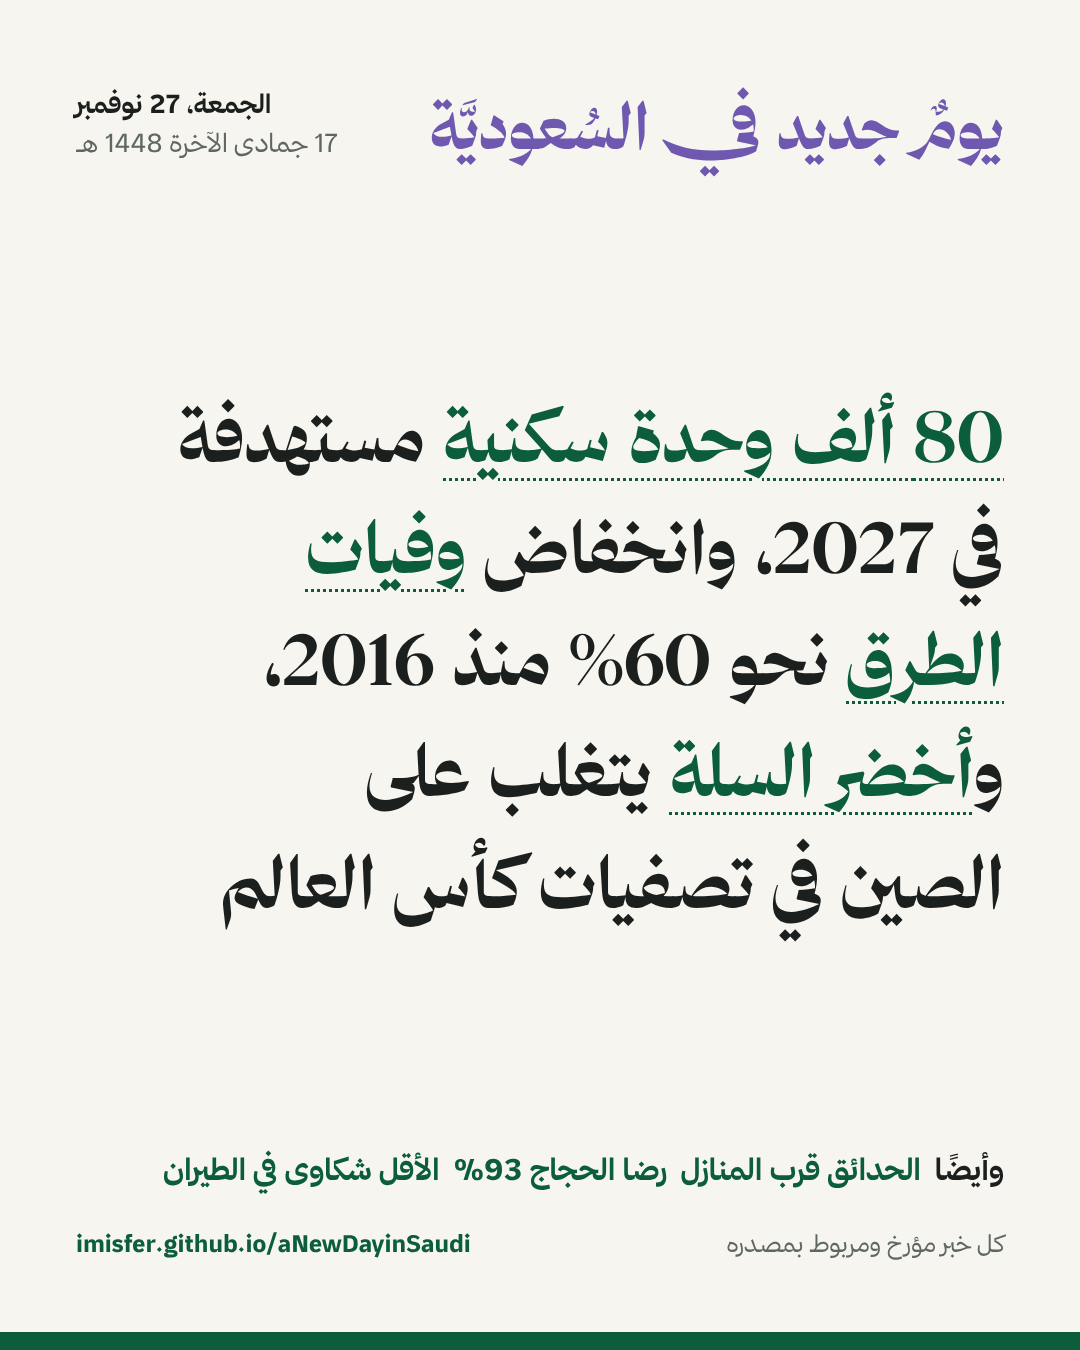 يومٌ جديد في السُعوديَّة
الجمعة، 27 نوفمبر
17 جمادى الآخرة 1448 هـ
80 ألف وحدة سكنية مستهدفة
في 2027، وانخفاض وفيات
الطرق نحو 60% منذ 2016،
وأخضر السلة يتغلب على
الصين في تصفيات كأس العالم
وأيضًا الحدائق قرب المنازل رضا الحجاج 93% الأقل شكاوى في الطيران
كل خبر مؤرخ ومربوط بمصدره
imisfer.github.io/aNewDayinSaudi